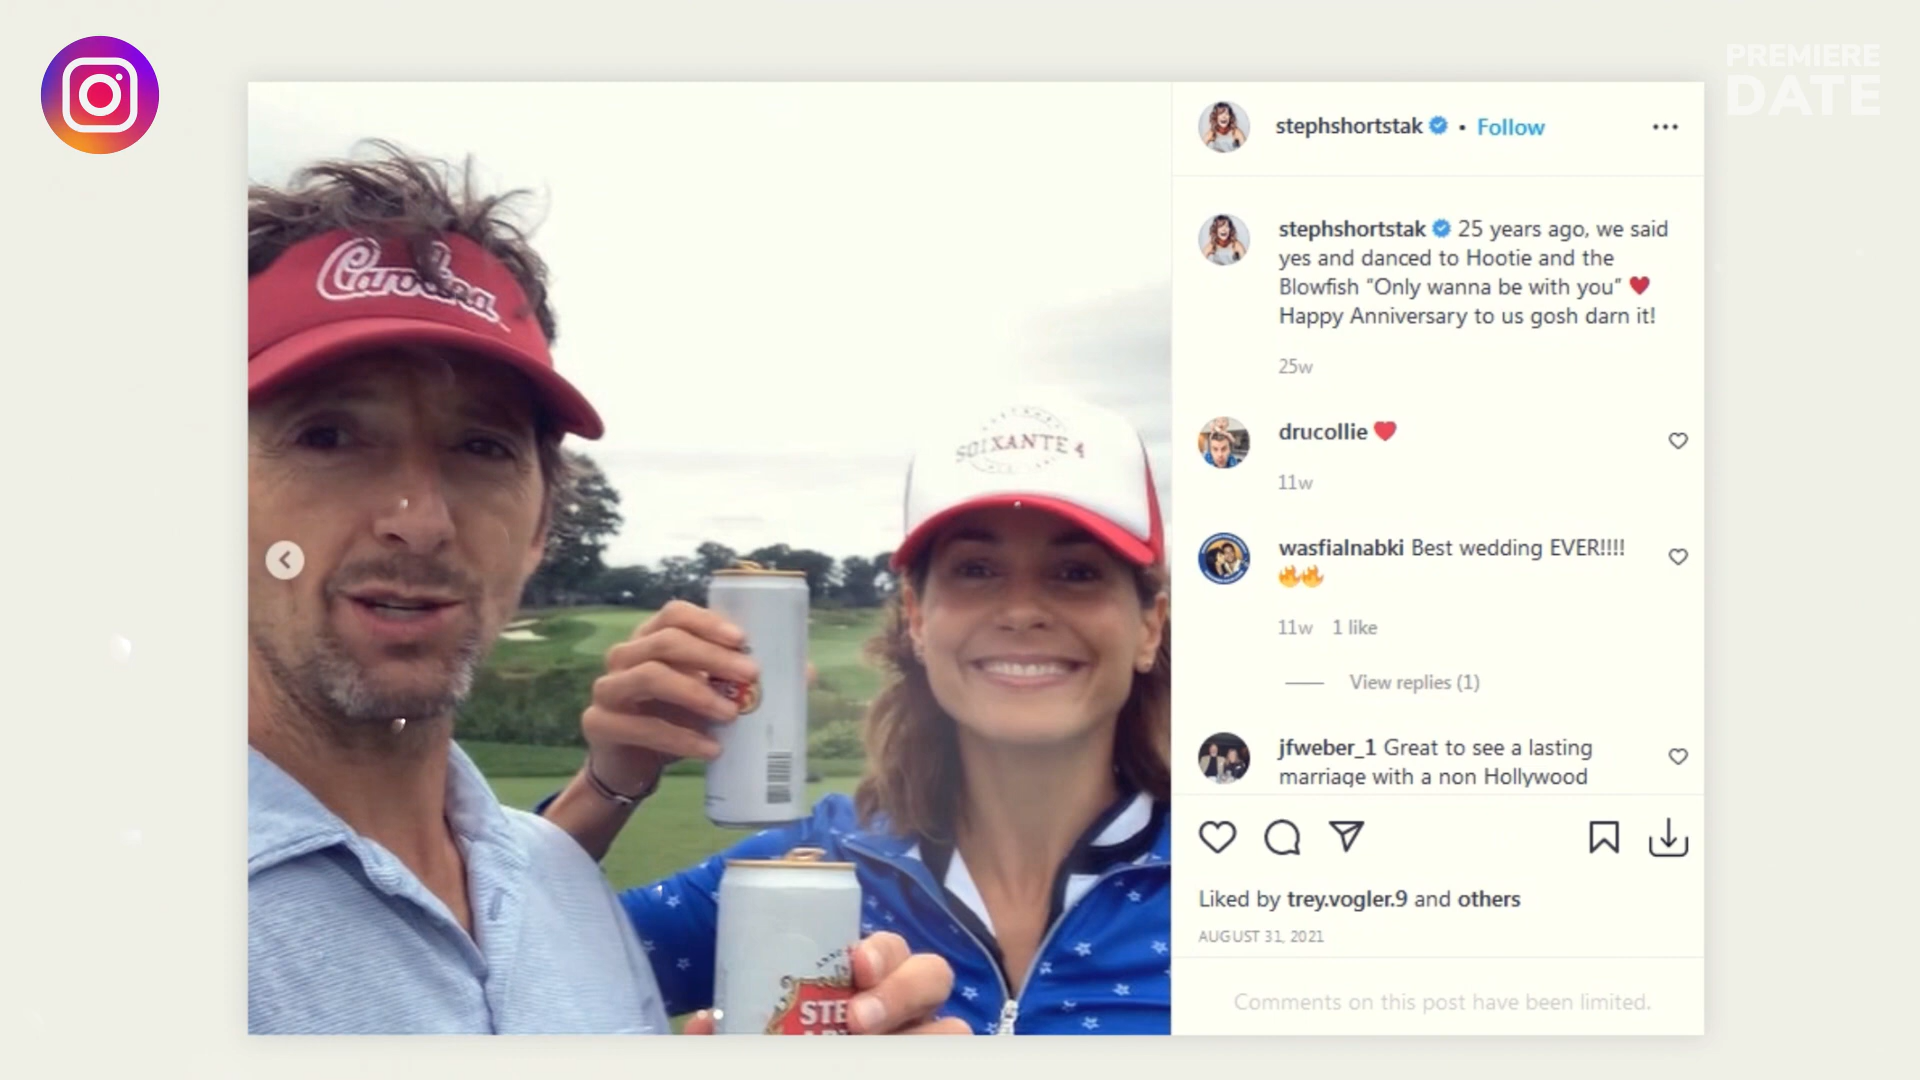 PREMIERE
DATE
Carolina
SOIXANTE 4
STE
stephshortstak • Follow
stephshortstak 25 years ago, we said
yes and danced to Hootie and the
Blowfish "Only wanna be with you" ❤️
Happy Anniversary to us gosh darn it!
25w
drucollie ❤️
11w
wasfialnabki Best wedding EVER!!!!
🔥🔥
11w 1 like
View replies (1)
jfweber_1 Great to see a lasting
marriage with a non Hollywood
Liked by trey.vogler.9 and others
AUGUST 31, 2021
Comments on this post have been limited.